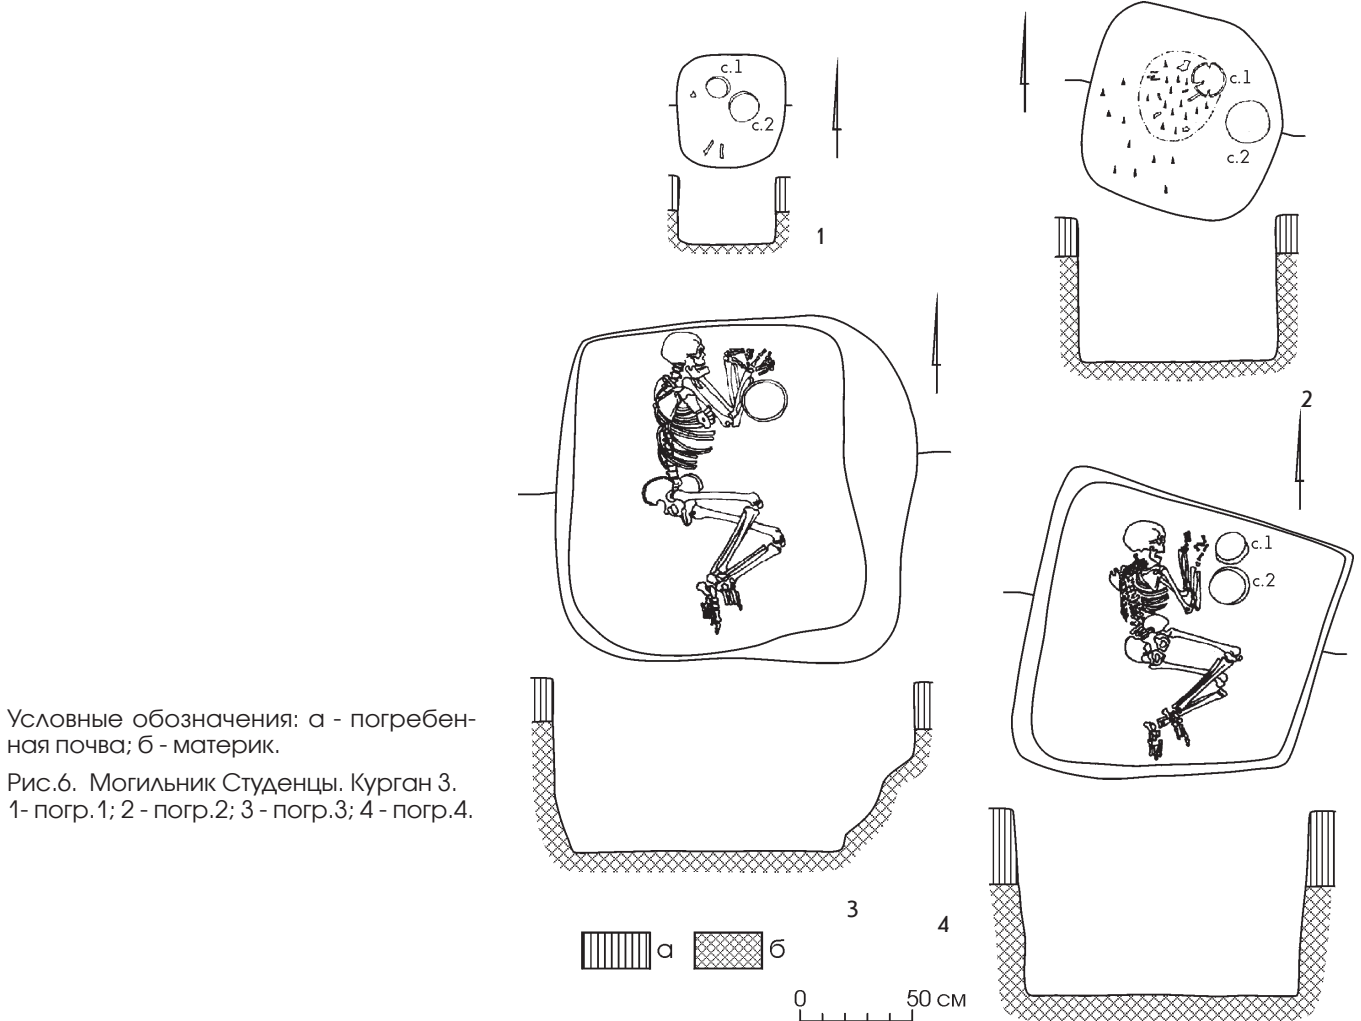 с.1
с.2
1
с.1
с.2
2
3
с.1
с.2
4
а
б
0 50 см
Условные обозначения: а - погребен-
ная почва; б - материк.
Рис.6. Могильник Студенцы. Курган 3.
1- погр.1; 2 - погр.2; 3 - погр.3; 4 - погр.4.